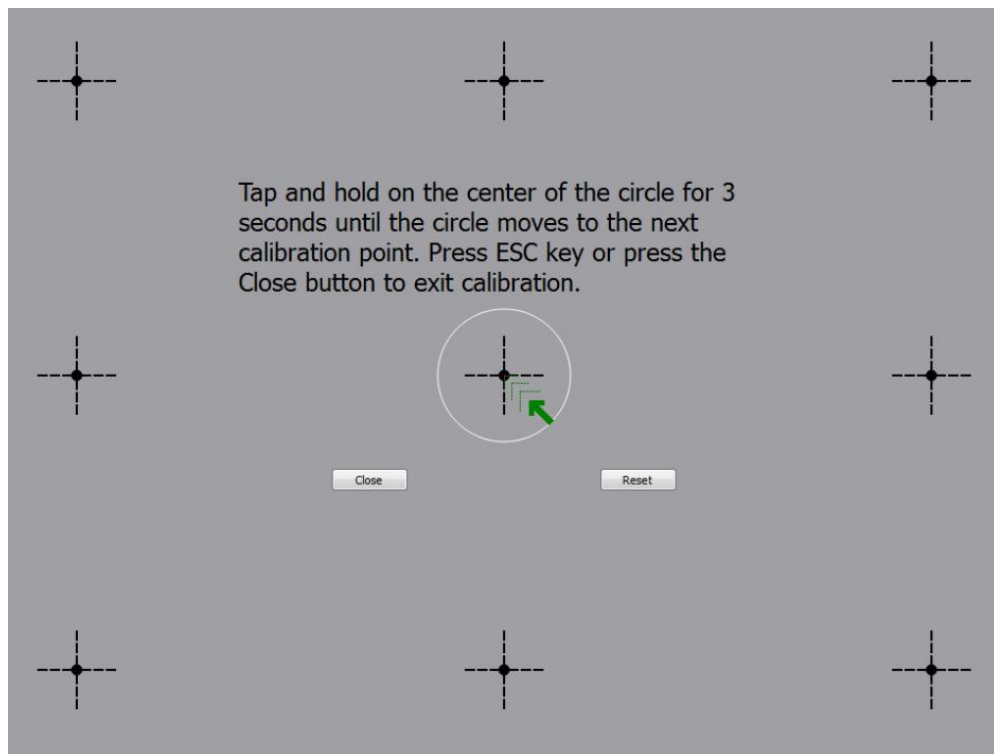 Tap and hold on the center of the circle for 3
seconds until the circle moves to the next
calibration point. Press ESC key or press the
Close button to exit calibration.
Close
Reset